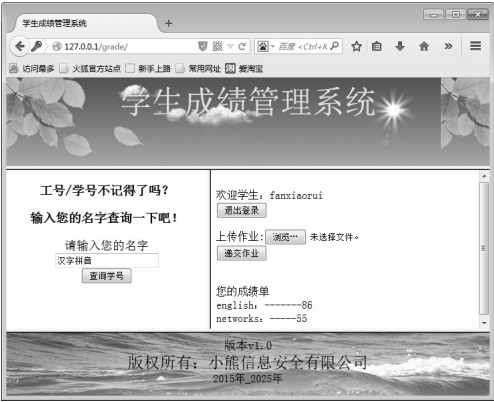 学生成绩管理系统
127.0.0.1/grade/
百度 <Ctrl+K
访问最多 火狐官方站点 新手上路 常用网址 爱淘宝
学生成绩管理系统
工号/学号不记得了吗?
输入您的名字查询一下吧!
请输入您的名字
汉字拼音
查询学号
欢迎学生: fanxiaorui
退出登录
上传作业: 浏览… 未选择文件。
递交作业
您的成绩单
english: -------86
networks: -----55
版本v1.0
版权所有: 小熊信息安全有限公司
2015年_2025年